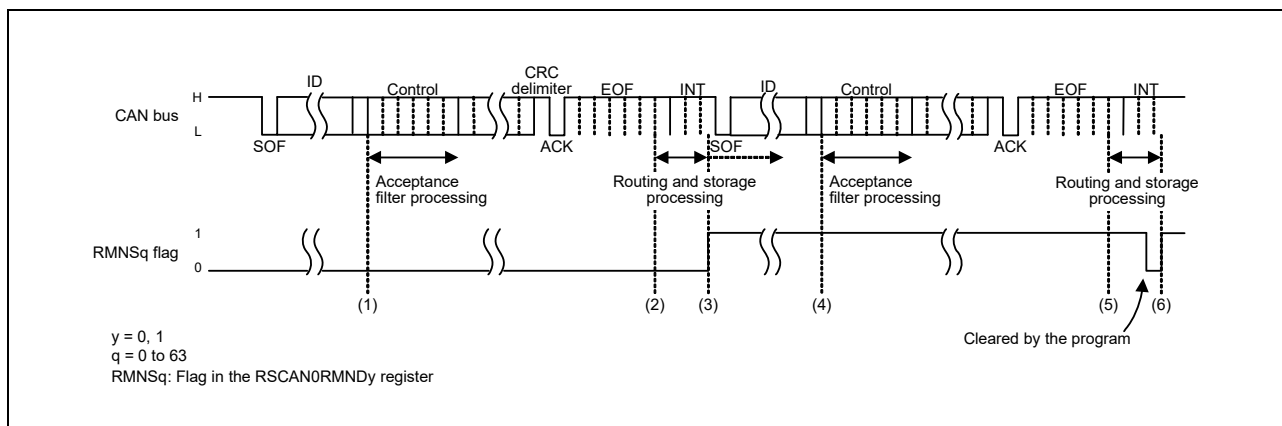 CRC
delimiter
ID
Control
EOF
INT
ID
Control
EOF
INT
H
CAN bus
L
SOF
ACK
SOF
ACK
Acceptance
filter processing
Routing and storage
processing
Acceptance
filter processing
Routing and storage
processing
1
RMNSq flag
0
(1)
(2)
(3)
(4)
(5)
(6)
Cleared by the program
y = 0, 1
q = 0 to 63
RMNSq: Flag in the RSCAN0RMNDy register